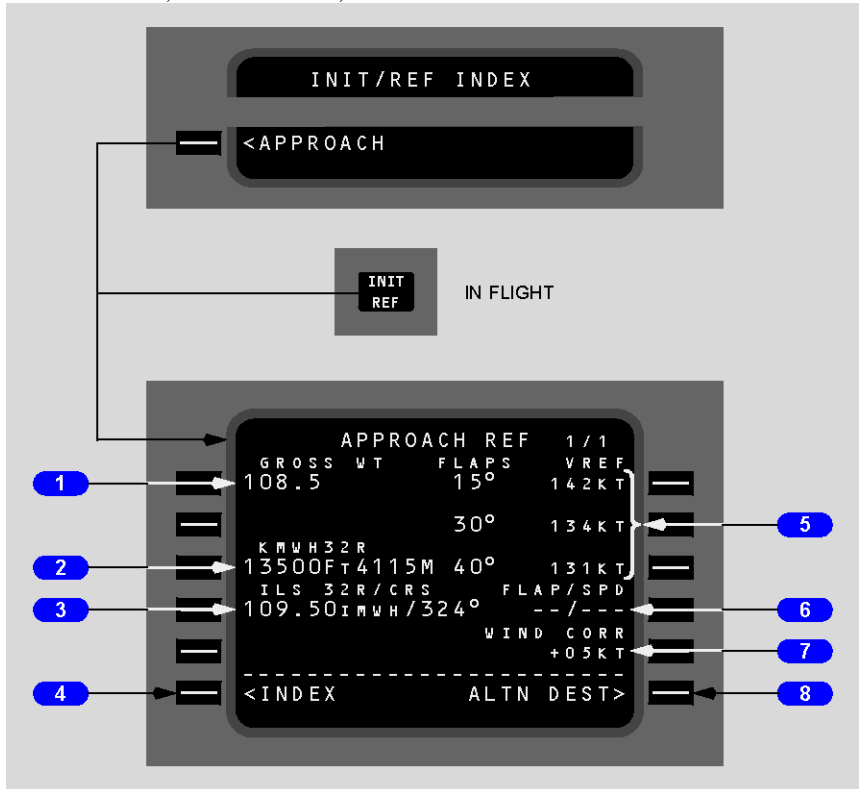 INIT/REF INDEX
<APPROACH
INIT
REF
IN FLIGHT
APPROACH REF 1/1
GROSS WT FLAPS VREF
1 108.5 15° 142KT
30° 134KT 5
KMWH32R
2 13500FT4115M 40° 131KT
ILS 32R/CRS FLAP/SPD
3 109.50IMWH/324° --/--- 6
WIND CORR
+05KT 7
--------------------------
4 <INDEX ALTN DEST> 8